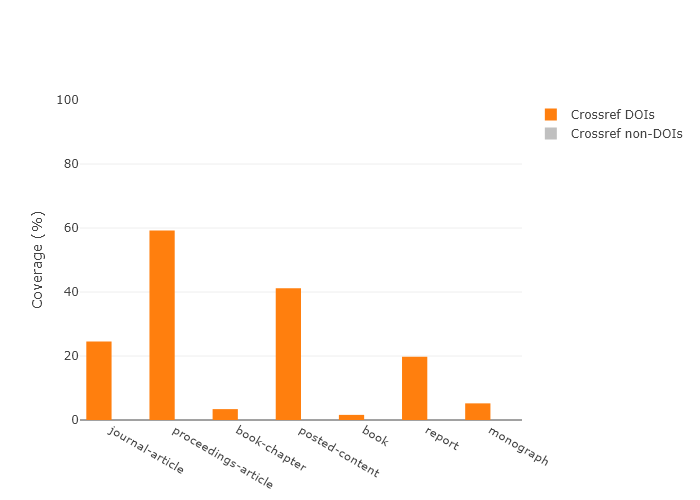 100
80
60
40
20
0
Coverage (%)
journal-article
proceedings-article
book-chapter
posted-content
book
report
monograph
Crossref DOIs
Crossref non-DOIs